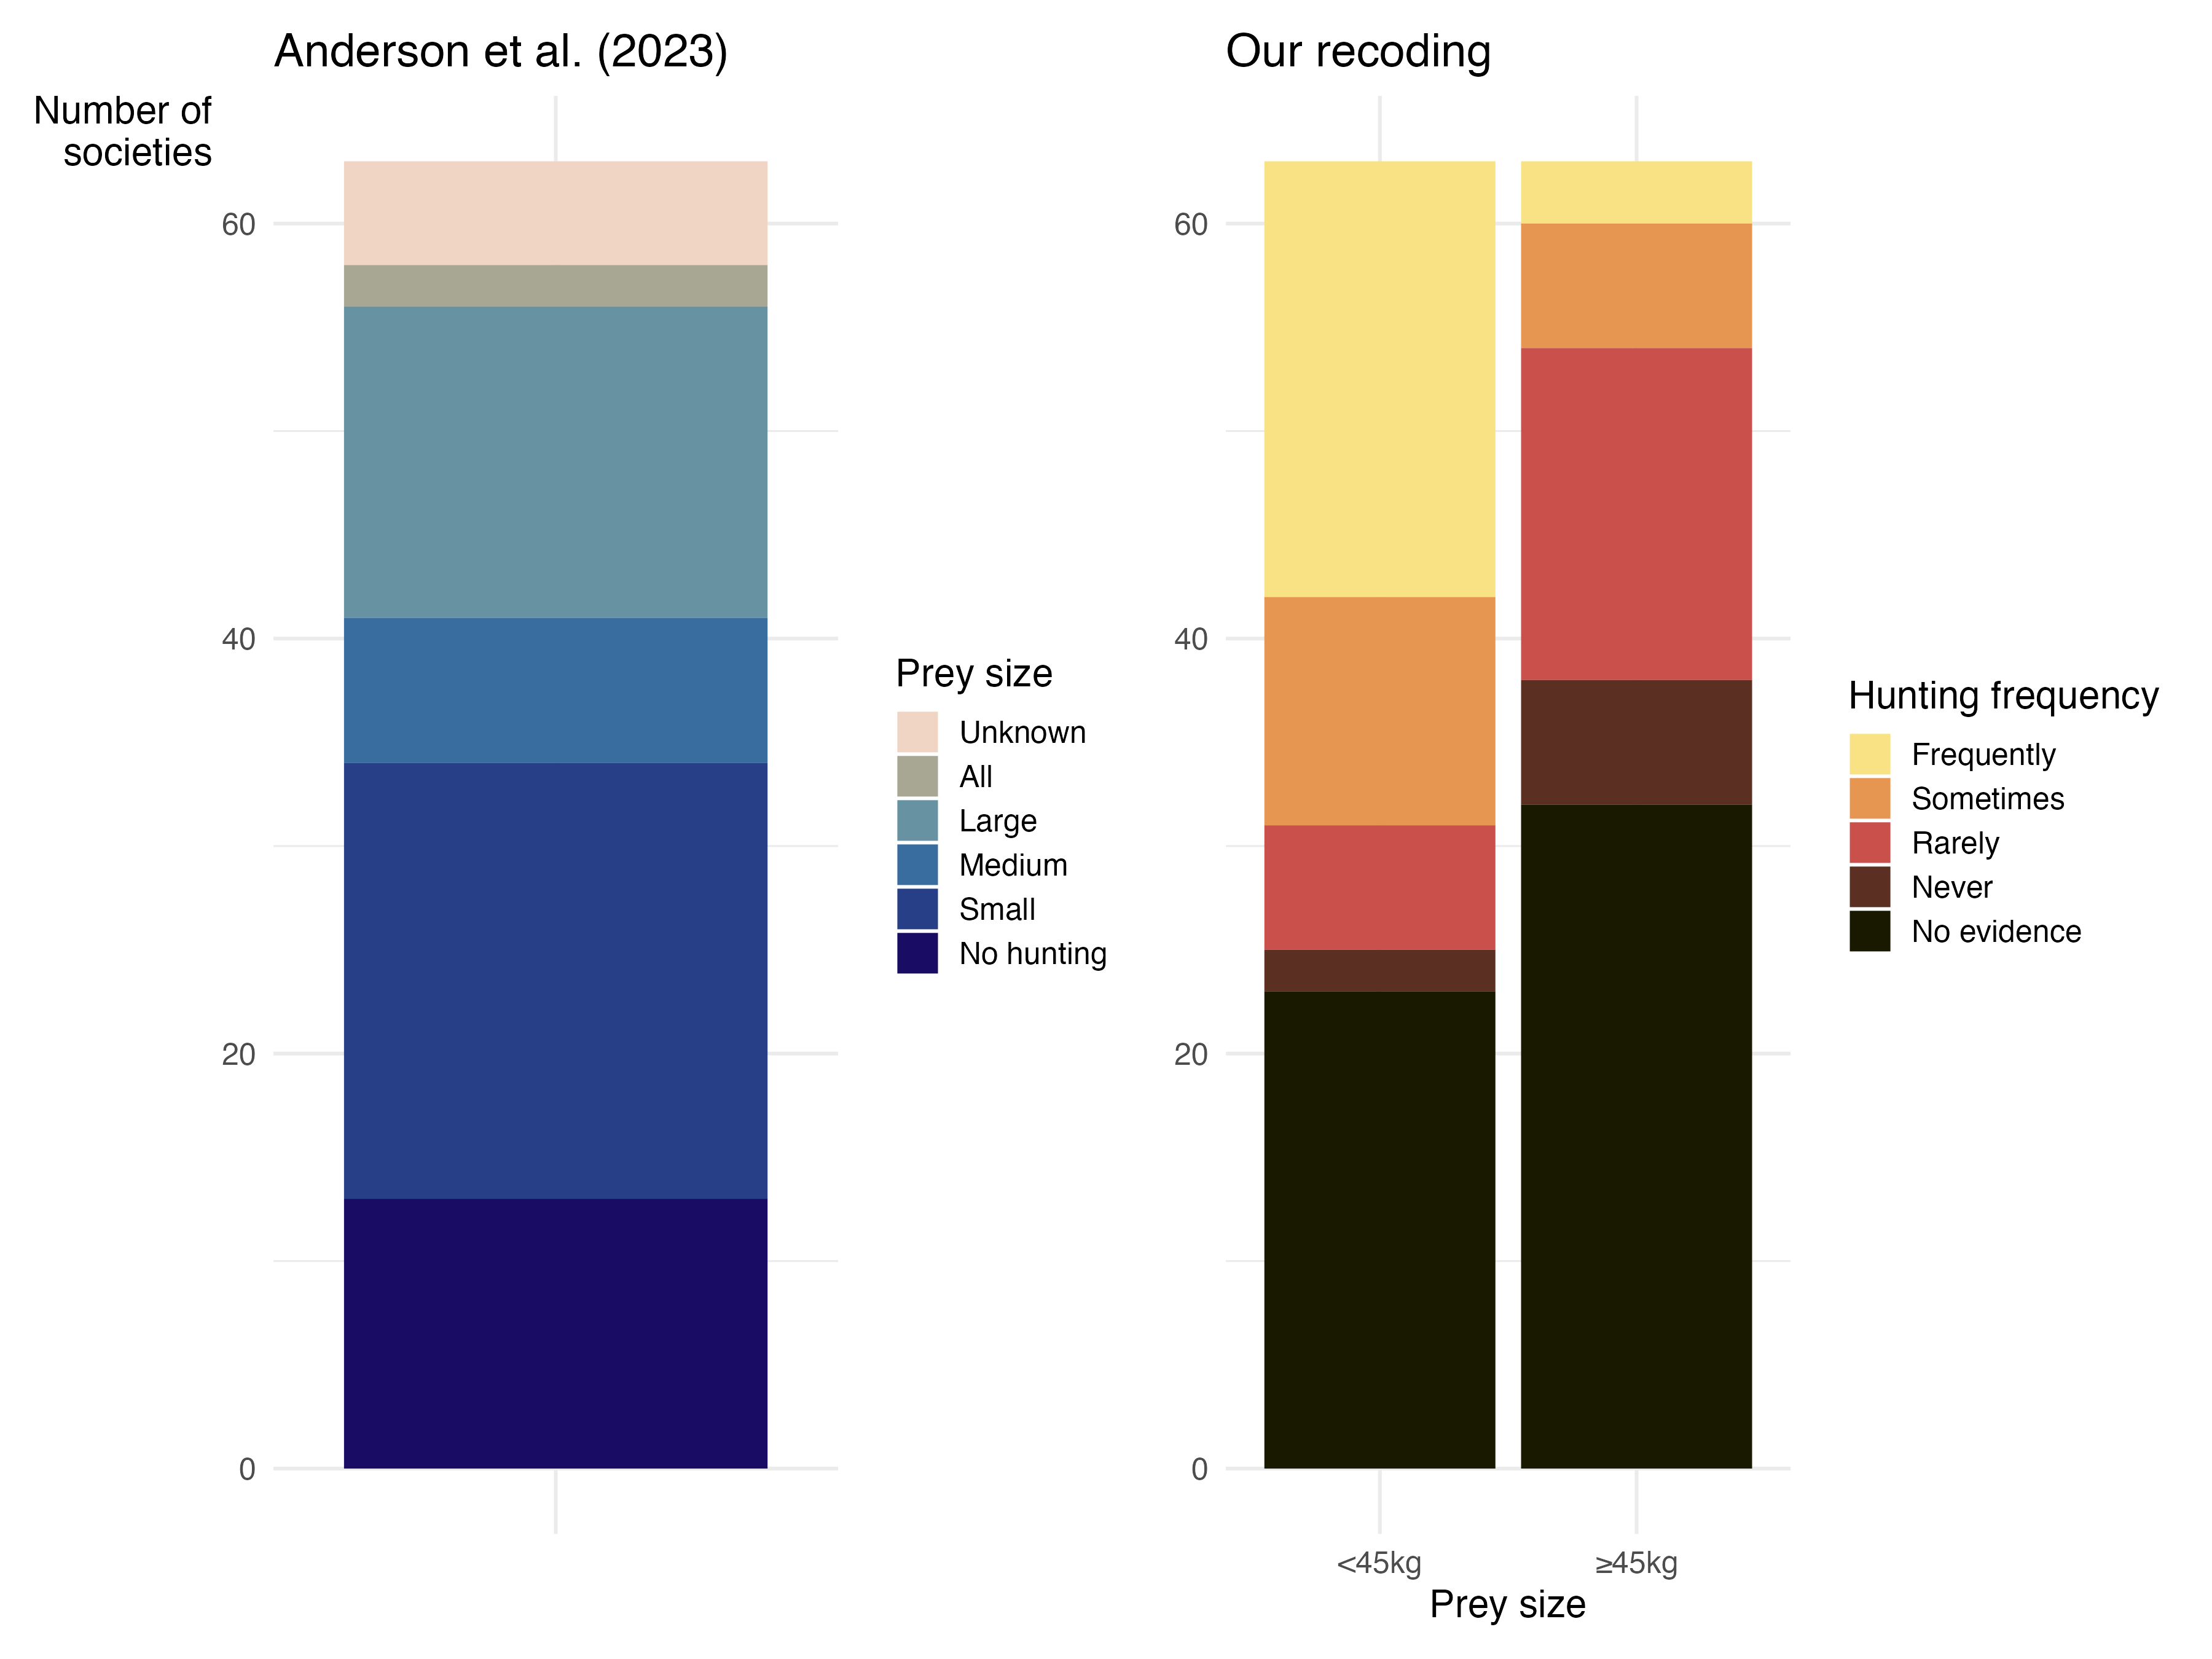 Anderson et al. (2023)
Number of
societies
60
40
20
0
Prey size
Unknown
All
Large
Medium
Small
No hunting
Our recoding
60
40
20
0
<45kg
≥45kg
Prey size
Hunting frequency
Frequently
Sometimes
Rarely
Never
No evidence